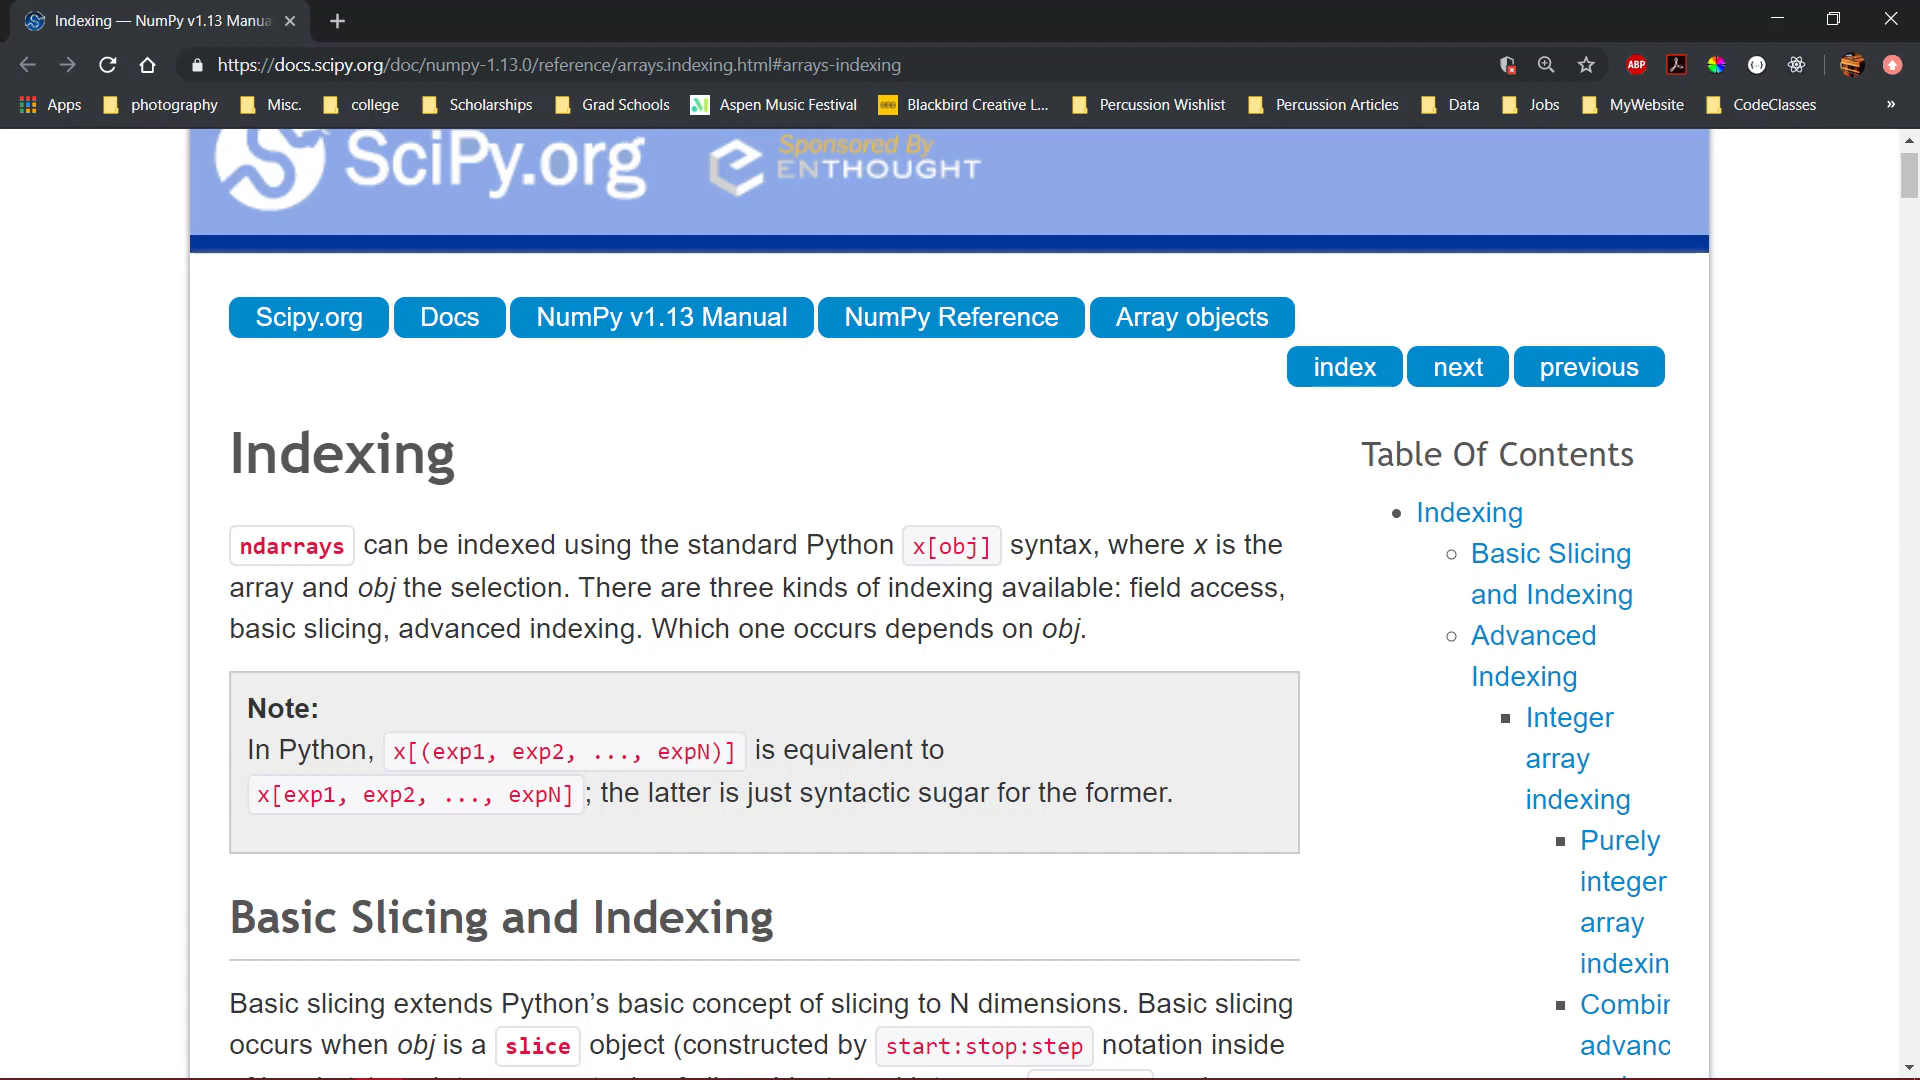 Indexing — NumPy v1.13 Manua
https://docs.scipy.org/doc/numpy-1.13.0/reference/arrays.indexing.html#arrays-indexing
ABP
Apps photography Misc. college Scholarships Grad Schools Aspen Music Festival Blackbird Creative L... Percussion Wishlist Percussion Articles Data Jobs MyWebsite CodeClasses »
SciPy.org
Sponsored By
ENTHOUGHT
Scipy.org Docs NumPy v1.13 Manual NumPy Reference Array objects
index next previous
Indexing
ndarrays can be indexed using the standard Python x[obj] syntax, where x is the
array and obj the selection. There are three kinds of indexing available: field access,
basic slicing, advanced indexing. Which one occurs depends on obj.
Note:
In Python, x[(exp1, exp2, ..., expN)] is equivalent to
x[exp1, exp2, ..., expN] ; the latter is just syntactic sugar for the former.
Basic Slicing and Indexing
Basic slicing extends Python’s basic concept of slicing to N dimensions. Basic slicing
occurs when obj is a slice object (constructed by start:stop:step notation inside
Table Of Contents
Indexing
Basic Slicing
and Indexing
Advanced
Indexing
Integer
array
indexing
Purely
integer
array
indexin
Combin
advanc